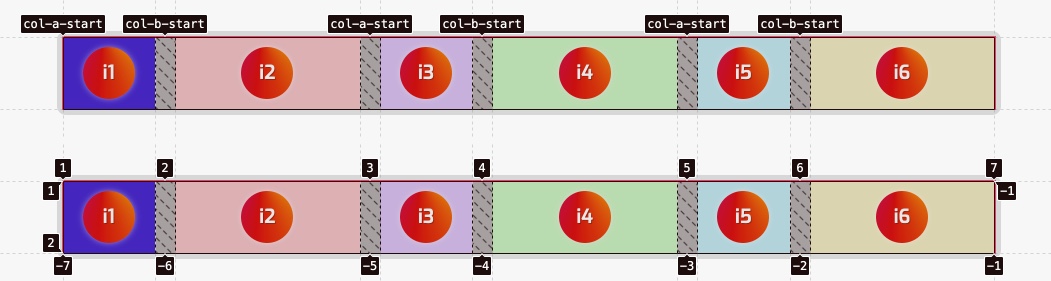 col-a-start col-b-start col-a-start col-b-start col-a-start col-b-start
i1 i2 i3 i4 i5 i6
1 2 3 4 5 6 7
1 -1
i1 i2 i3 i4 i5 i6
2
-7 -6 -5 -4 -3 -2 -1